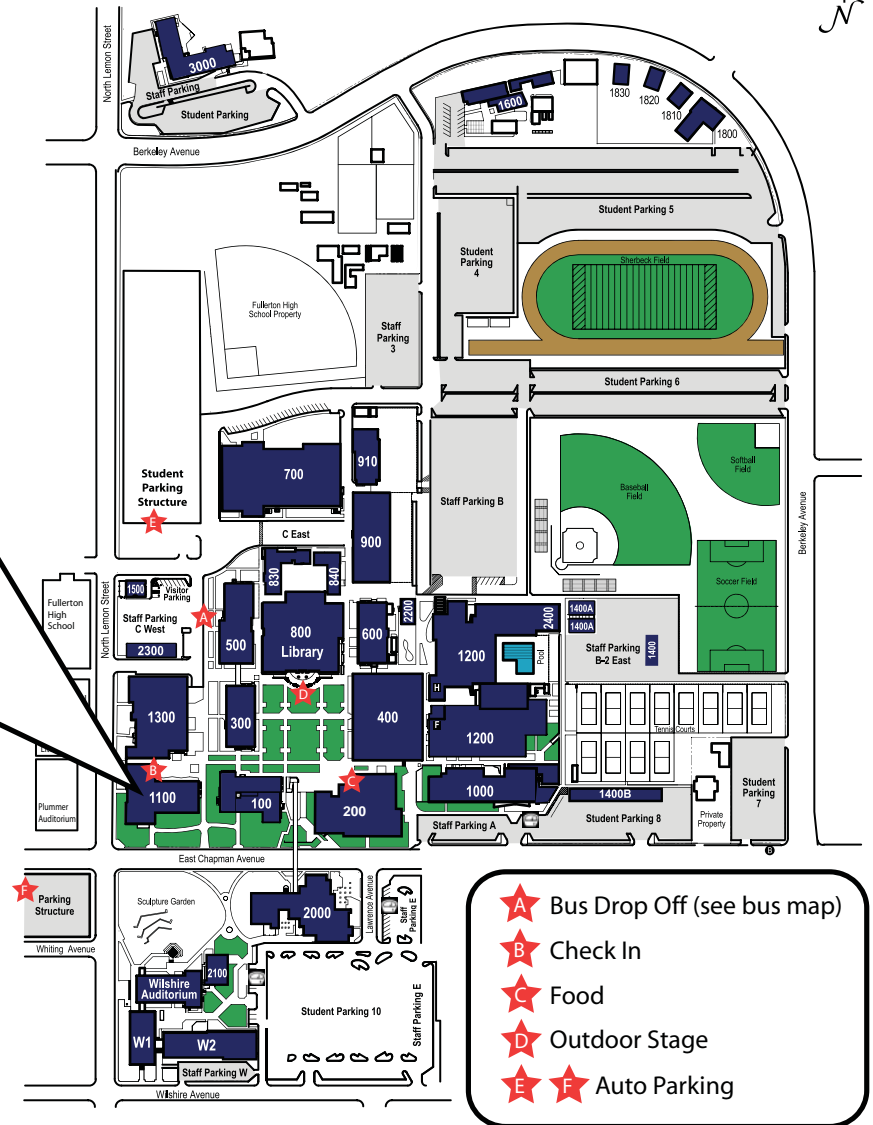 N
North Lemon Street
3000
Staff Parking
Student Parking
Berkeley Avenue
1600
1830
1820
1810
1800
Student Parking 5
Student
Parking
4
Sherbeck Field
Fullerton High
School Property
Staff
Parking
3
Student Parking 6
Student
Parking
Structure
E
700
910
C East
900
Staff Parking B
Baseball
Field
Softball
Field
Berkeley Avenue
Soccer Field
Fullerton
High
School
North Lemon Street
1500
Visitor
Parking
Staff Parking
C West
2300
A
500
830
840
800
Library
600
2200
1200
2400
Pool
1400A
1400A
Staff Parking
B-2 East
1400
D
1300
300
400
H
F
1200
Tennis Courts
B
1100
100
C
200
1000
1400B
Plummer
Auditorium
Staff Parking A
Student Parking 8
Private
Property
Student
Parking
7
B
East Chapman Avenue
F
Parking
Structure
Whiting Avenue
Sculpture Garden
2000
Lawrence Avenue
Staff
Parking E
2100
Wilshire
Auditorium
W1
W2
Student Parking 10
Staff Parking E
Staff Parking W
Wilshire Avenue
A Bus Drop Off (see bus map)
B Check In
C Food
D Outdoor Stage
E F Auto Parking